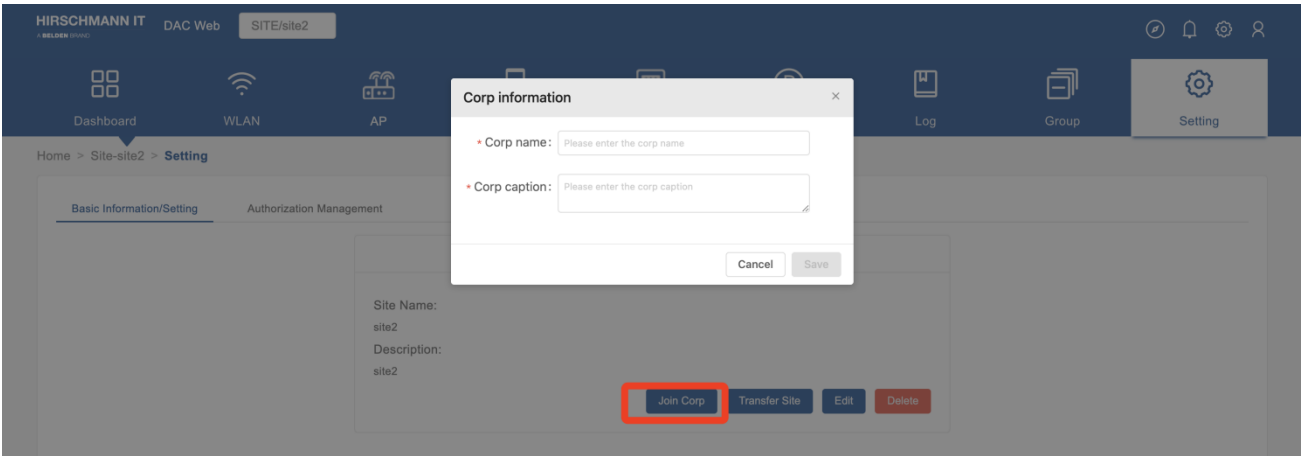 HIRSCHMANN IT
A BELDEN BRAND
DAC Web
SITE/site2
Dashboard
WLAN
AP
Log
Group
Setting
Home > Site-site2 > Setting
Corp information
×
* Corp name: Please enter the corp name
* Corp caption: Please enter the corp caption
Cancel
Save
Basic Information/Setting
Authorization Management
Site Name:
site2
Description:
site2
Join Corp
Transfer Site
Edit
Delete